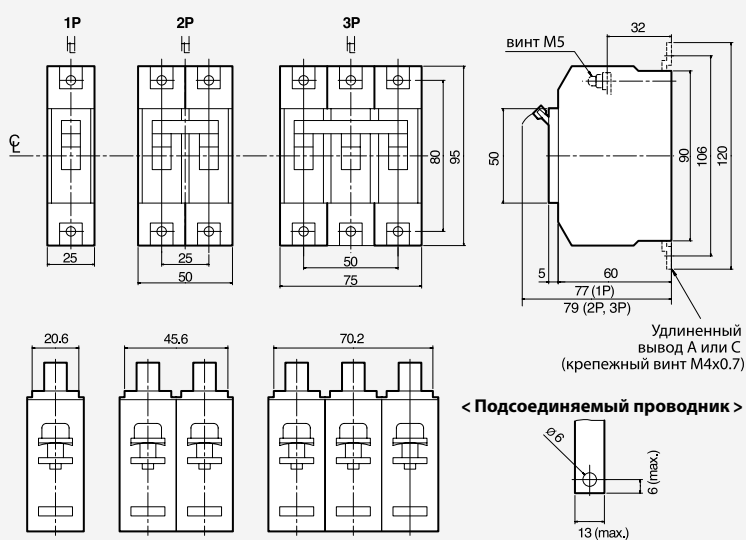 1P
2P
3P
32
винт M5
℄
80
95
50
90
106
120
25
25
50
50
75
5
60
77 (1P)
79 (2P, 3P)
Удлиненный
вывод А или С
(крепежный винт М4х0.7)
20.6
45.6
70.2
< Подсоединяемый проводник >
ø6
6 (max.)
13 (max.)